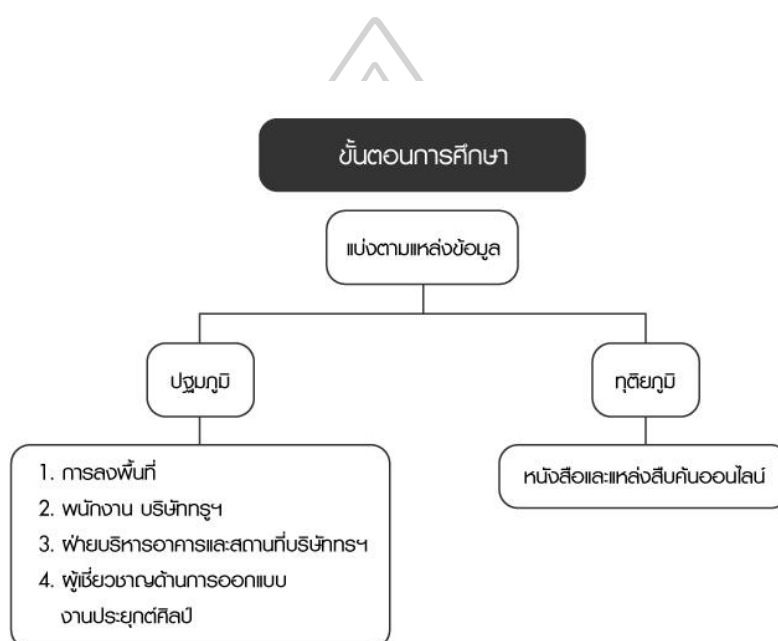 ขั้นตอนการศึกษา
แบ่งตามแหล่งข้อมูล
ปฐมภูมิ
ทุติยภูมิ
1. การลงพื้นที่
2. พนักงาน บริษัททรูฯ
3. ฝ่ายบริหารอาคารและสถานที่บริษัททรฯ
4. ผู้เชี่ยวชาญด้านการออกแบบ
งานประยุกต์ศิลป์
หนังสือและแหล่งสืบค้นออนไลน์